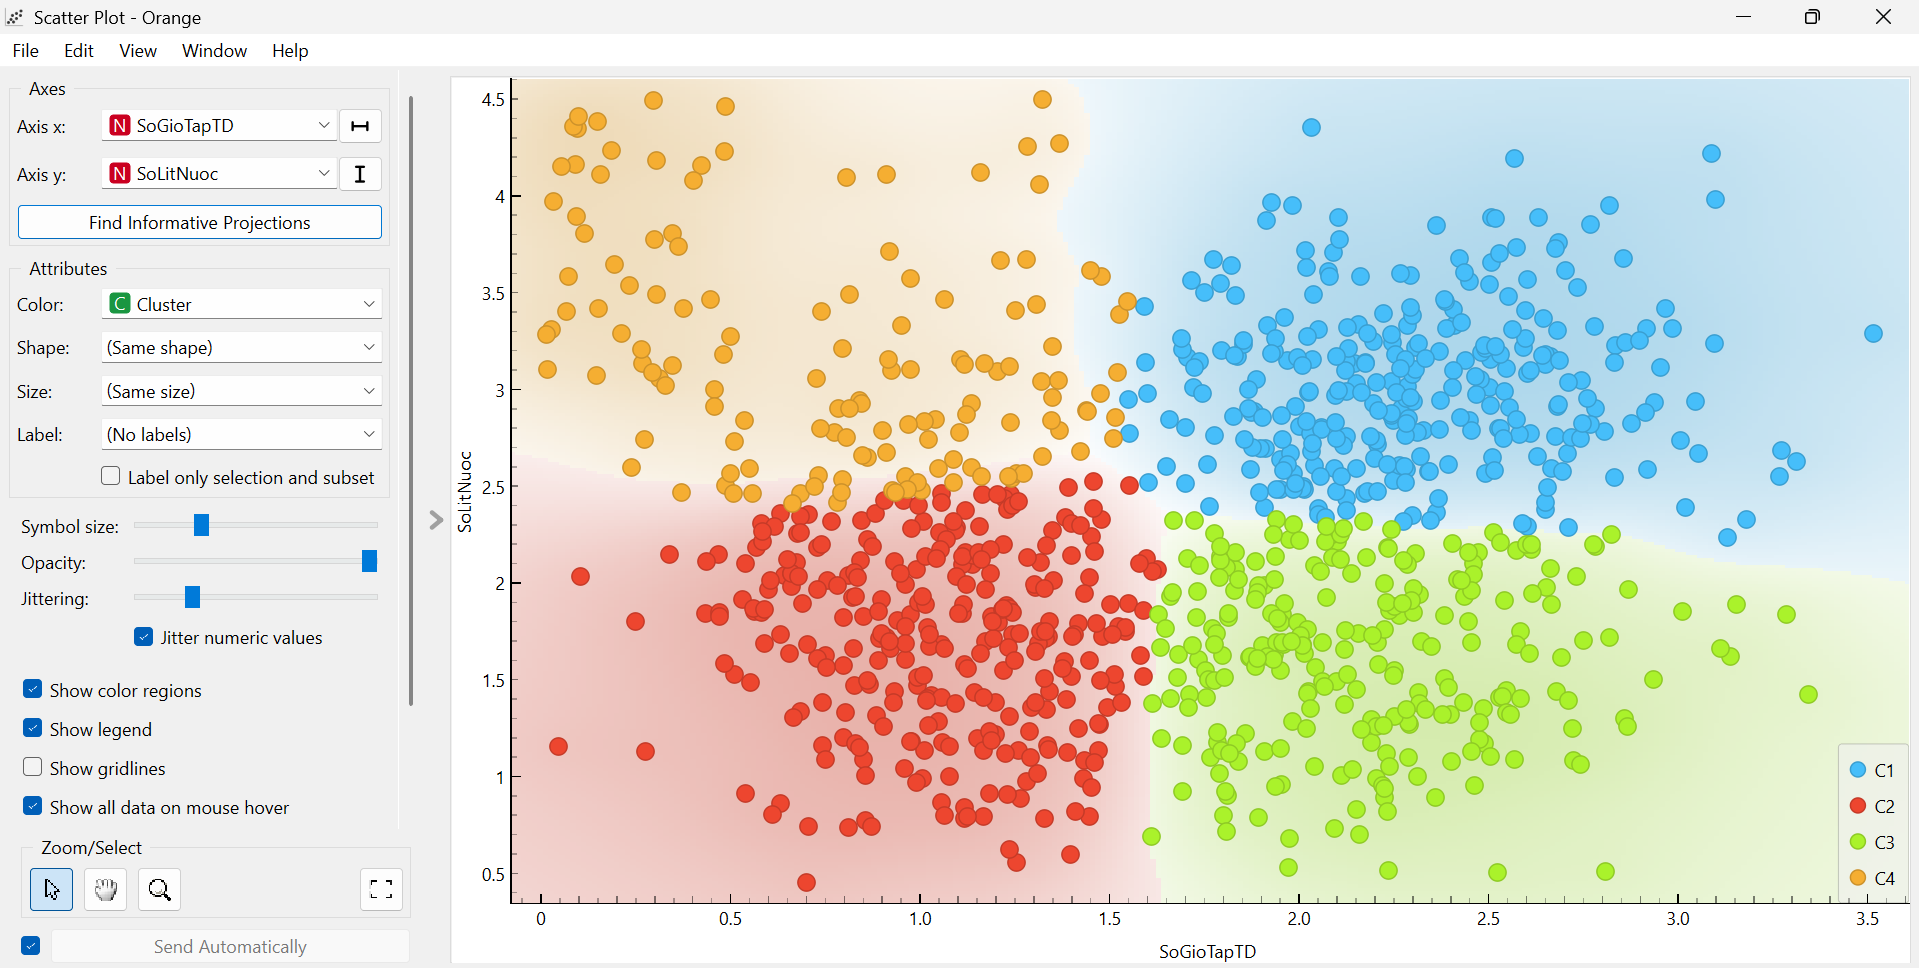 Scatter Plot - Orange
File Edit View Window Help
Axes
Axis x: N SoGioTapTD
Axis y: N SoLitNuoc
Find Informative Projections
Attributes
Color: C Cluster
Shape: (Same shape)
Size: (Same size)
Label: (No labels)
Label only selection and subset
Symbol size:
Opacity:
Jittering:
Jitter numeric values
Show color regions
Show legend
Show gridlines
Show all data on mouse hover
Zoom/Select
Send Automatically
SoLitNuoc
4.5
4
3.5
3
2.5
2
1.5
1
0.5
0 0.5 1.0 1.5 2.0 2.5 3.0 3.5
SoGioTapTD
C1
C2
C3
C4